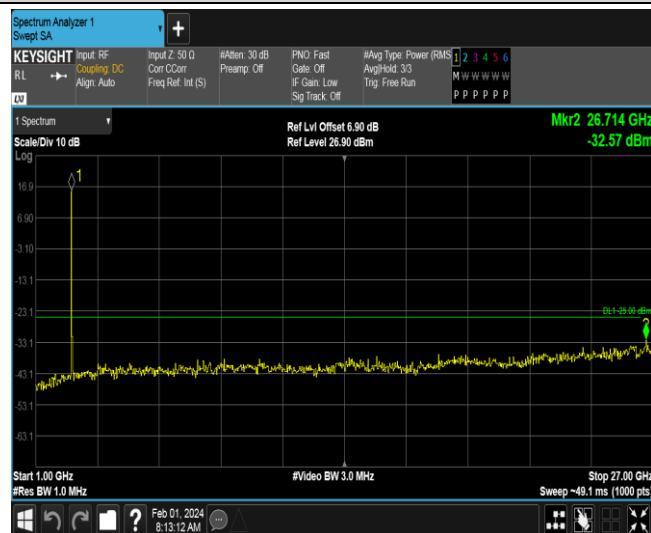 Spectrum Analyzer 1
Swept SA
KEYSIGHT
RL
Input: RF
Coupling: DC
Align: Auto
Input Z: 50 Ω
Corr CCorr
Freq Ref: Int (S)
#Atten: 30 dB
Preamp: Off
PNO: Fast
Gate: Off
IF Gain: Low
Sig Track: Off
#Avg Type: Power (RMS
Avg|Hold: 3/3
Trig: Free Run
1 2 3 4 5 6
M W W W W W
P P P P P P
1 Spectrum
Scale/Div 10 dB
Log
Ref Lvl Offset 6.90 dB
Ref Level 26.90 dBm
Mkr2 26.714 GHz
-32.57 dBm
1
16.9
6.90
-3.10
-13.1
-23.1
DL1 -25.00 dBm
2
-33.1
-43.1
-53.1
-63.1
Start 1.00 GHz
#Video BW 3.0 MHz
Stop 27.00 GHz
#Res BW 1.0 MHz
Sweep ~49.1 ms (1000 pts)
?
Feb 01, 2024
8:13:12 AM